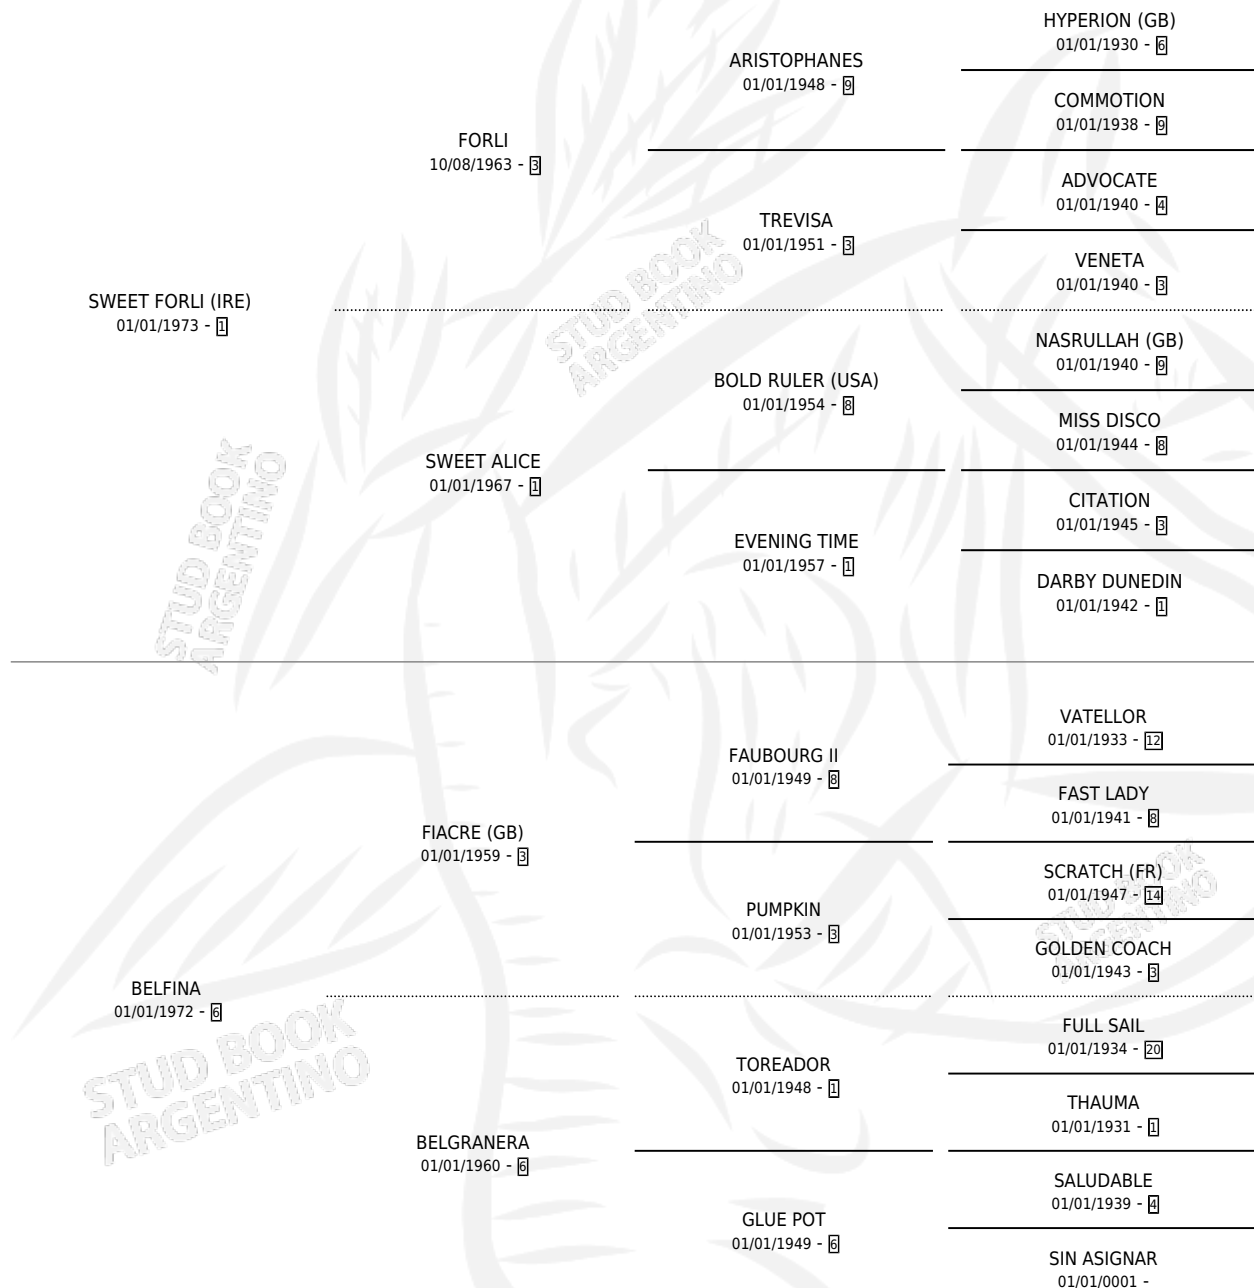 HYPERION (GB)
01/01/1930 - 6
ARISTOPHANES
01/01/1948 - 9
COMMOTION
01/01/1938 - 9
FORLI
10/08/1963 - 3
ADVOCATE
01/01/1940 - 4
TREVISA
01/01/1951 - 3
VENETA
01/01/1940 - 3
SWEET FORLI (IRE)
01/01/1973 - 1
NASRULLAH (GB)
01/01/1940 - 9
BOLD RULER (USA)
01/01/1954 - 8
MISS DISCO
01/01/1944 - 8
SWEET ALICE
01/01/1967 - 1
CITATION
01/01/1945 - 3
EVENING TIME
01/01/1957 - 1
DARBY DUNEDIN
01/01/1942 - 1
VATELLOR
01/01/1933 - 12
FAUBOURG II
01/01/1949 - 8
FAST LADY
01/01/1941 - 8
FIACRE (GB)
01/01/1959 - 3
SCRATCH (FR)
01/01/1947 - 14
PUMPKIN
01/01/1953 - 3
GOLDEN COACH
01/01/1943 - 3
BELFINA
01/01/1972 - 6
FULL SAIL
01/01/1934 - 20
TOREADOR
01/01/1948 - 1
THAUMA
01/01/1931 - 1
BELGRANERA
01/01/1960 - 6
SALUDABLE
01/01/1939 - 4
GLUE POT
01/01/1949 - 6
SIN ASIGNAR
01/01/0001 -
STUD BOOK
ARGENTINO
STUD BOOK
ARGENTINO
STUD BOOK
ARGENTINO
STUD BOOK
ARGENTINO